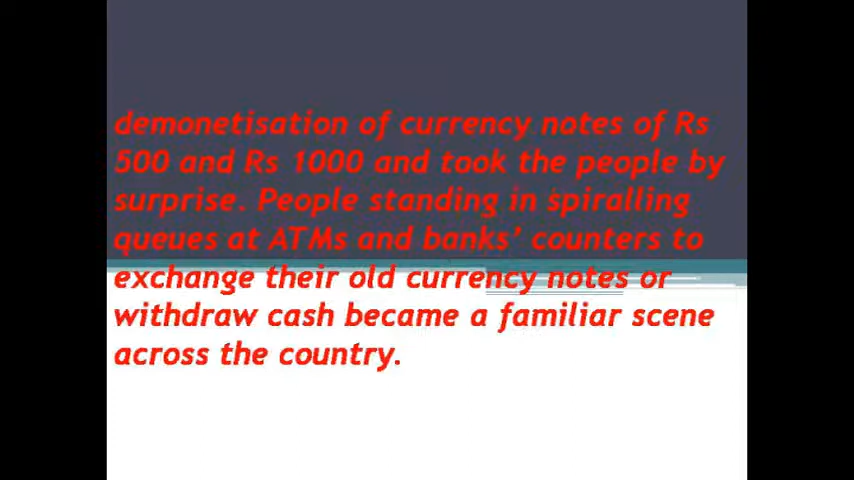 demonetisation of currency notes of Rs
500 and Rs 1000 and took the people by
surprise. People standing in spiralling
queues at ATMs and banks’ counters to
exchange their old currency notes or
withdraw cash became a familiar scene
across the country.